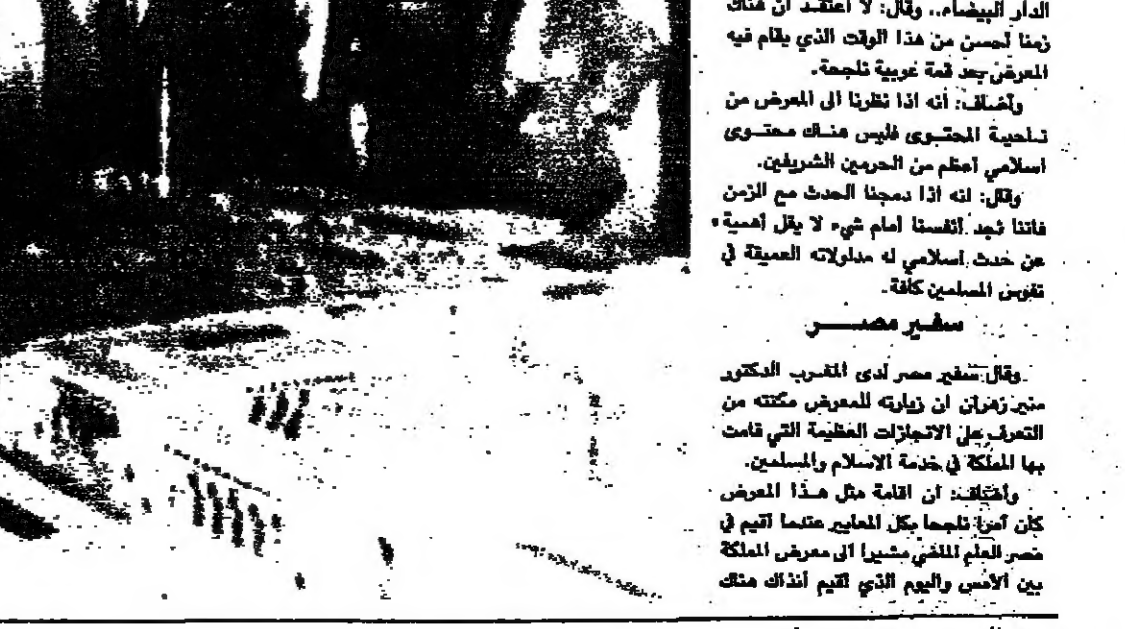 الدار البيضاء.. وقال: لا أعتقد أن هناك
زمنا أحسن من هذا الوقت الذي يقام فيه
المعرض بعد قمة عربية ناجحة.
وأضاف: أنه اذا نظرنا الى المعرض من
ناحية المحتوى فليس هناك محتوى
اسلامي أعظم من الحرمين الشريفين.
وقال: انه اذا دمجنا الحدث مع الزمن
فاننا نجد أنفسنا أمام شيء لا يقل أهمية
عن حدث اسلامي له مدلولاته العميقة في
نفوس المسلمين كافة.
سفير مصر
وقال سفير مصر لدى المغرب الدكتور
منير زهران ان زيارته للمعرض مكنته من
التعرف على الانجازات العظيمة التي قامت
بها المملكة في خدمة الاسلام والمسلمين.
وأضاف: ان اقامة مثل هذا المعرض
كان أمرا ناجحا بكل المعايير عندما أقيم في
مصر العام الماضي مشيرا الى معرض المملكة
بين الأمس واليوم الذي أقيم أنذاك هناك